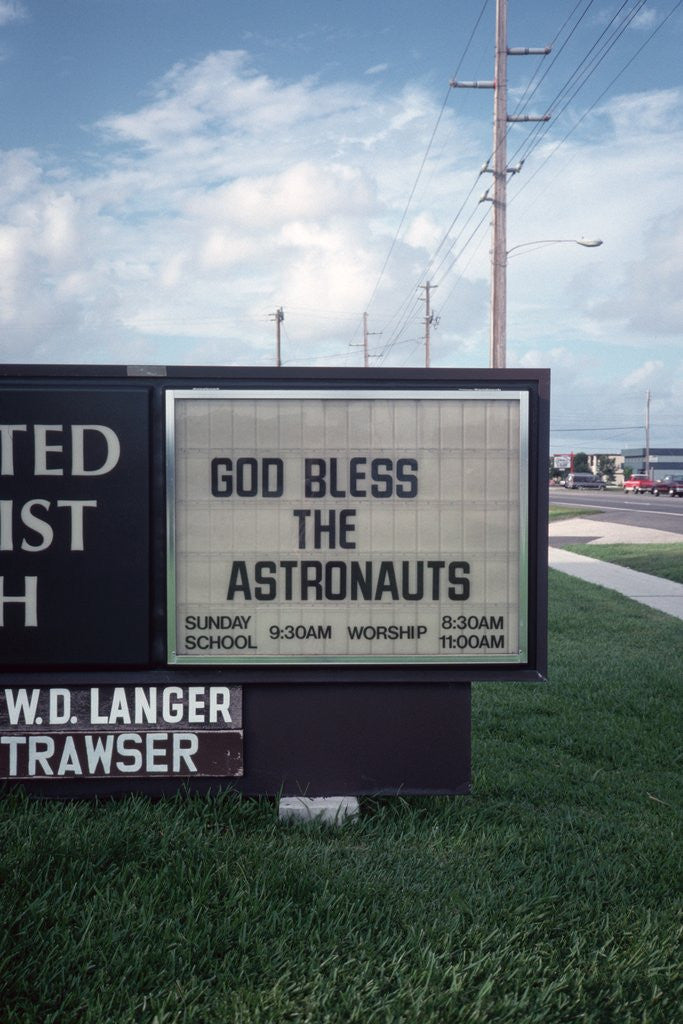 TED
IST
H
GOD BLESS
THE
ASTRONAUTS
SUNDAY
SCHOOL
9:30AM
WORSHIP
8:30AM
11:00AM
W.D. LANGER
TRAWSER